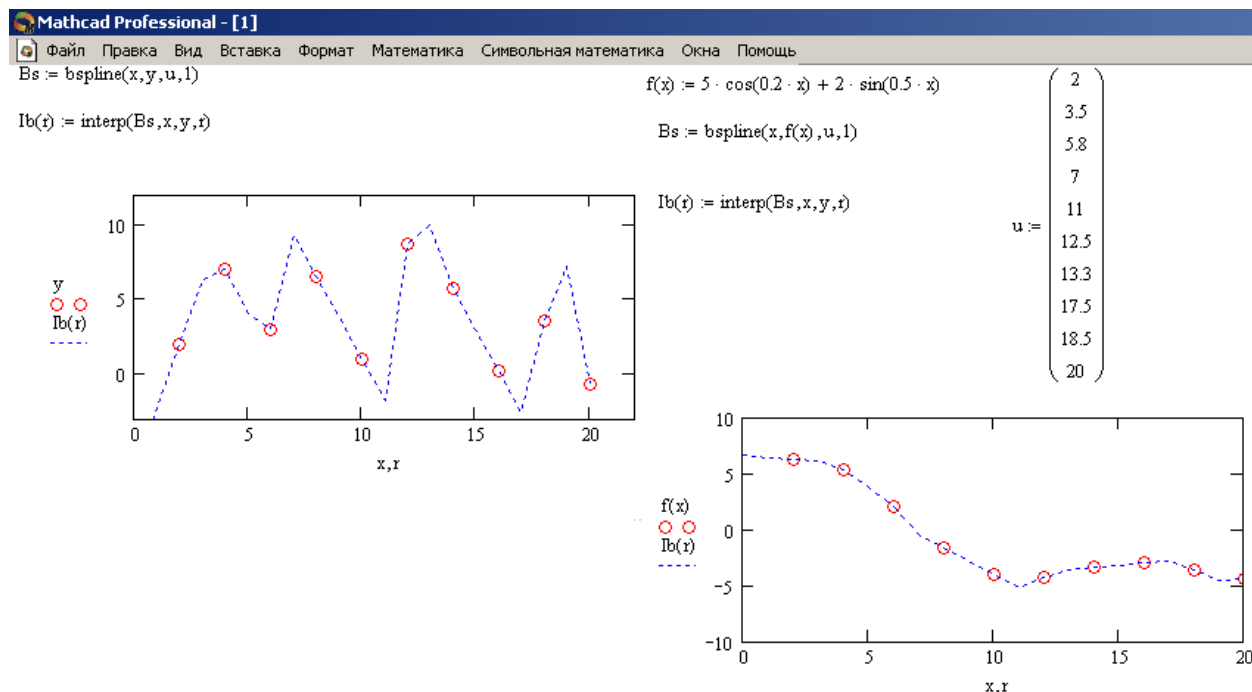 Mathcad Professional - [1]
Файл Правка Вид Вставка Формат Математика Символьная математика Окна Помощь
Bs := bspline(x,y,u,1)
Ib(r) := interp(Bs,x,y,r)
10
5
0
y
Ib(r)
0 5 10 15 20
x,r
f(x) := 5 · cos(0.2 · x) + 2 · sin(0.5 · x)
Bs := bspline(x,f(x),u,1)
Ib(r) := interp(Bs,x,y,r)
u :=
2
3.5
5.8
7
11
12.5
13.3
17.5
18.5
20
10
5
0
−5
−10
f(x)
Ib(r)
0 5 10 15 20
x,r